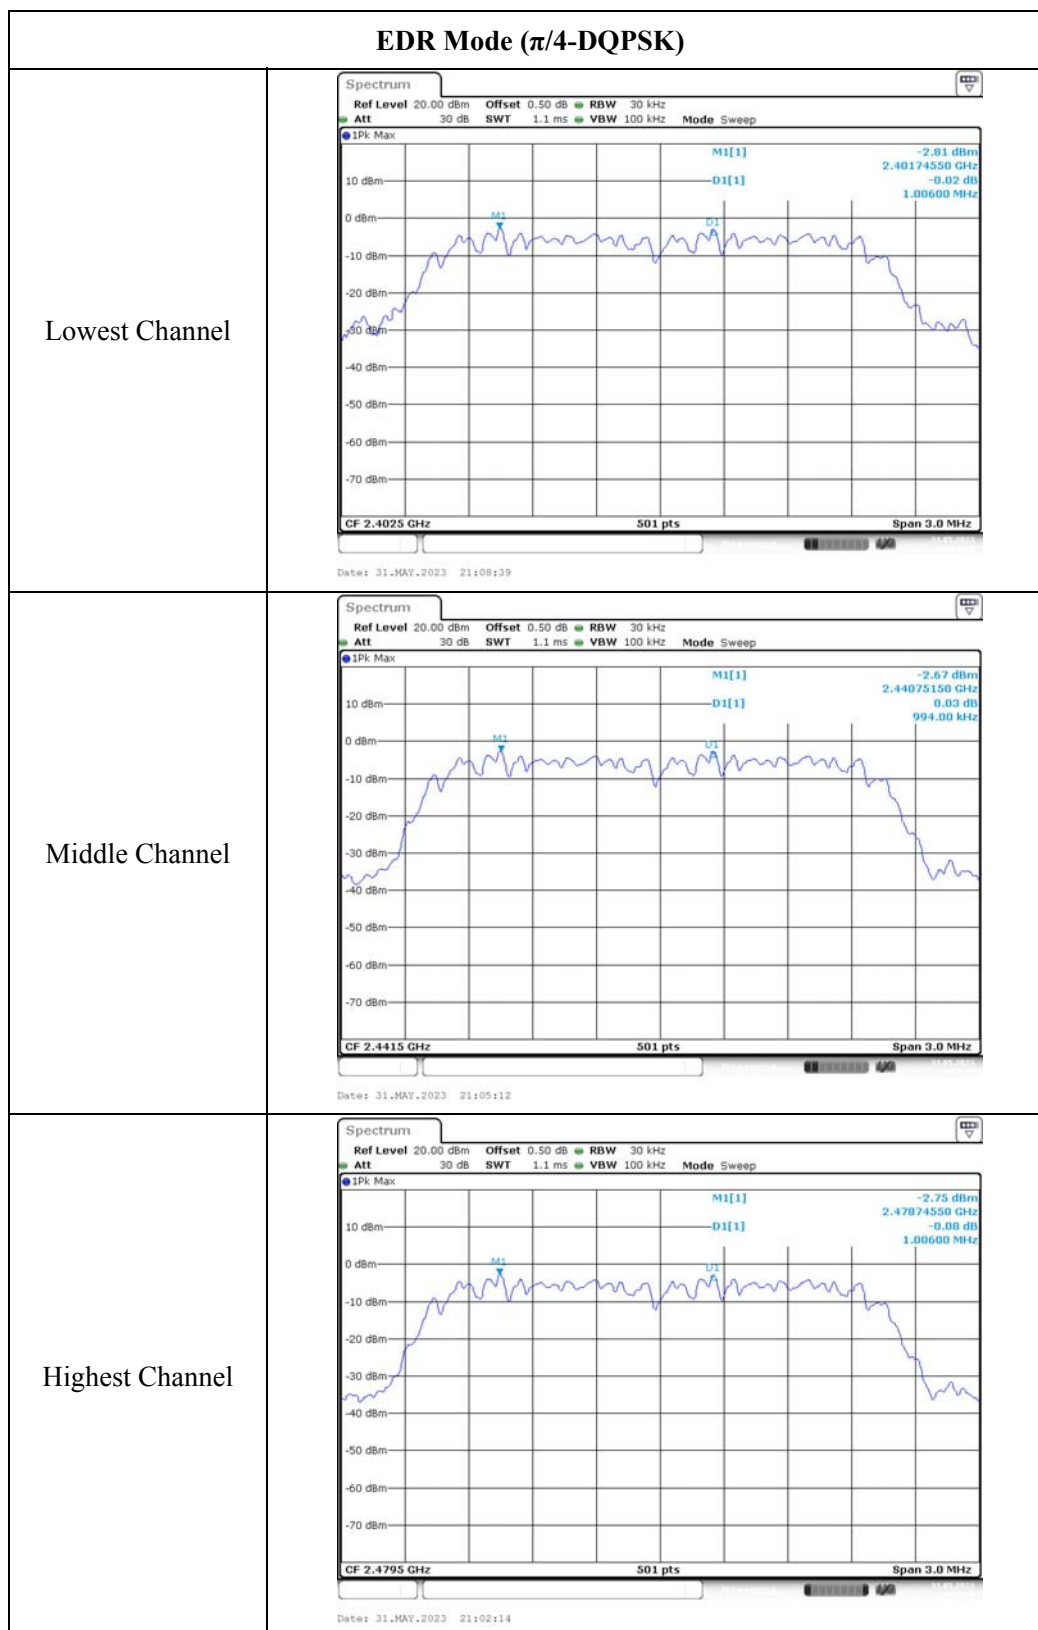 EDR Mode (π/4-DQPSK)
Lowest Channel
Spectrum
Ref Level 20.00 dBm Offset 0.50 dB RBW 30 kHz
Att 30 dB SWT 1.1 ms VBW 100 kHz Mode Sweep
1Pk Max
M1[1] -2.81 dBm
2.40174550 GHz
10 dBm D1[1] -0.02 dB
1.00600 MHz
0 dBm
M1 D1
-10 dBm
-20 dBm
-30 dBm
-40 dBm
-50 dBm
-60 dBm
-70 dBm
CF 2.4025 GHz 501 pts Span 3.0 MHz
Date: 31.MAY.2023 21:08:39
Middle Channel
Spectrum
Ref Level 20.00 dBm Offset 0.50 dB RBW 30 kHz
Att 30 dB SWT 1.1 ms VBW 100 kHz Mode Sweep
1Pk Max
M1[1] -2.67 dBm
2.44075150 GHz
10 dBm D1[1] 0.03 dB
994.00 kHz
0 dBm
M1 D1
-10 dBm
-20 dBm
-30 dBm
-40 dBm
-50 dBm
-60 dBm
-70 dBm
CF 2.4415 GHz 501 pts Span 3.0 MHz
Date: 31.MAY.2023 21:05:12
Highest Channel
Spectrum
Ref Level 20.00 dBm Offset 0.50 dB RBW 30 kHz
Att 30 dB SWT 1.1 ms VBW 100 kHz Mode Sweep
1Pk Max
M1[1] -2.75 dBm
2.47874550 GHz
10 dBm D1[1] -0.08 dB
1.00600 MHz
0 dBm
M1 D1
-10 dBm
-20 dBm
-30 dBm
-40 dBm
-50 dBm
-60 dBm
-70 dBm
CF 2.4795 GHz 501 pts Span 3.0 MHz
Date: 31.MAY.2023 21:02:14